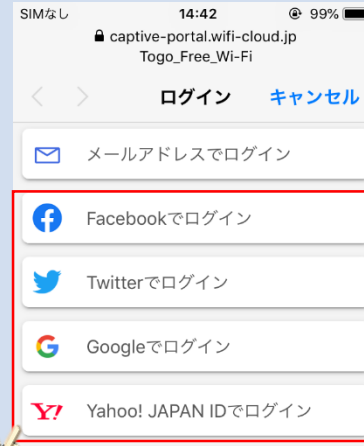 SIMなし 14:42 99%
captive-portal.wifi-cloud.jp
Togo_Free_Wi-Fi
ログイン キャンセル
メールアドレスでログイン
Facebookでログイン
Twitterでログイン
Googleでログイン
Y! Yahoo! JAPAN IDでログイン